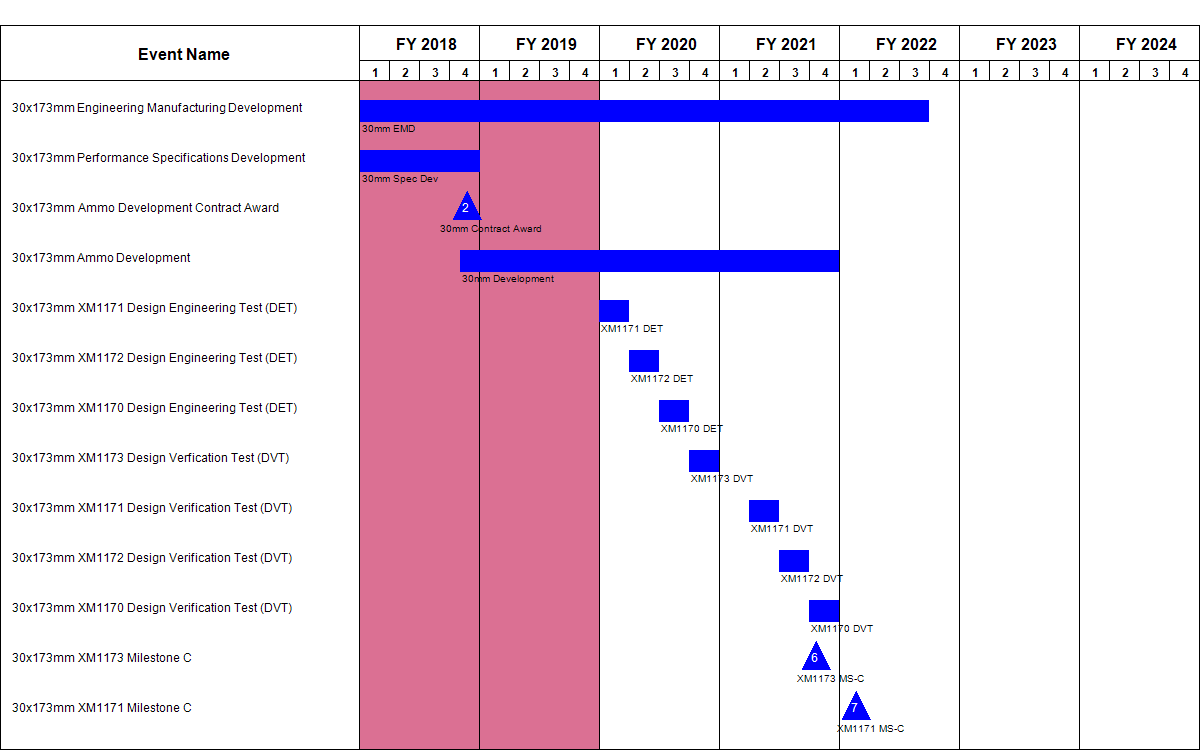 Event Name
FY 2018 FY 2019 FY 2020 FY 2021 FY 2022 FY 2023 FY 2024
1 2 3 4 1 2 3 4 1 2 3 4 1 2 3 4 1 2 3 4 1 2 3 4 1 2 3 4
30x173mm Engineering Manufacturing Development
30mm EMD
30x173mm Performance Specifications Development
30mm Spec Dev
30x173mm Ammo Development Contract Award
2
30mm Contract Award
30x173mm Ammo Development
30mm Development
30x173mm XM1171 Design Engineering Test (DET)
XM1171 DET
30x173mm XM1172 Design Engineering Test (DET)
XM1172 DET
30x173mm XM1170 Design Engineering Test (DET)
XM1170 DET
30x173mm XM1173 Design Verfication Test (DVT)
XM1173 DVT
30x173mm XM1171 Design Verification Test (DVT)
XM1171 DVT
30x173mm XM1172 Design Verification Test (DVT)
XM1172 DVT
30x173mm XM1170 Design Verification Test (DVT)
XM1170 DVT
30x173mm XM1173 Milestone C
6
XM1173 MS-C
30x173mm XM1171 Milestone C
7
XM1171 MS-C